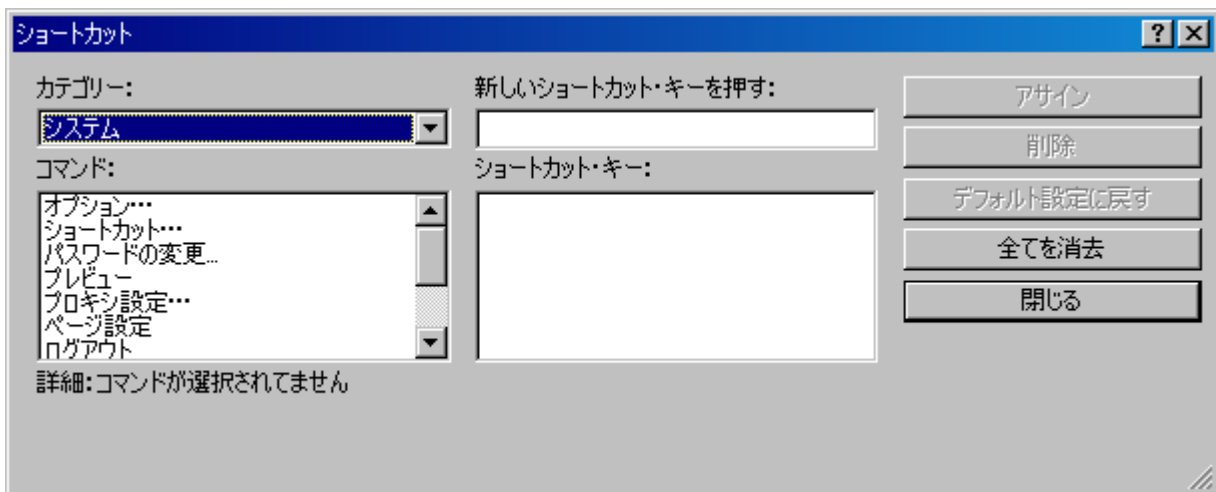 ショートカット
カテゴリー:
システム
コマンド:
オプション…
ショートカット…
パスワードの変更...
プレビュー
プロキシ設定…
ページ設定
ログアウト
詳細:コマンドが選択されてません
新しいショートカット・キーを押す:
ショートカット・キー:
アサイン
削除
デフォルト設定に戻す
全てを消去
閉じる